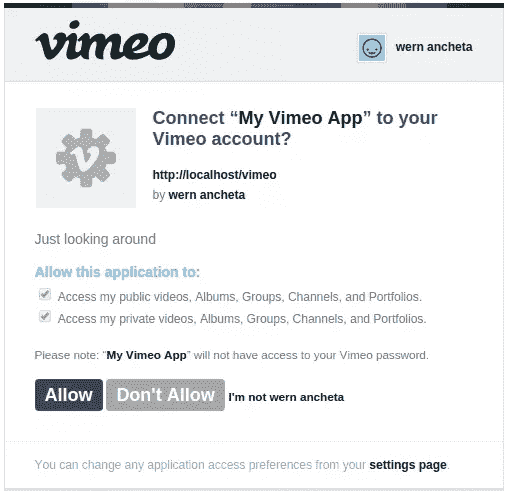 vimeo
wern ancheta
Connect “My Vimeo App” to your
Vimeo account?
http://localhost/vimeo
by wern ancheta
Just looking around
Allow this application to:
Access my public videos, Albums, Groups, Channels, and Portfolios.
Access my private videos, Albums, Groups, Channels, and Portfolios.
Please note: “My Vimeo App” will not have access to your Vimeo password.
Allow Don't Allow I'm not wern ancheta
You can change any application access preferences from your settings page.